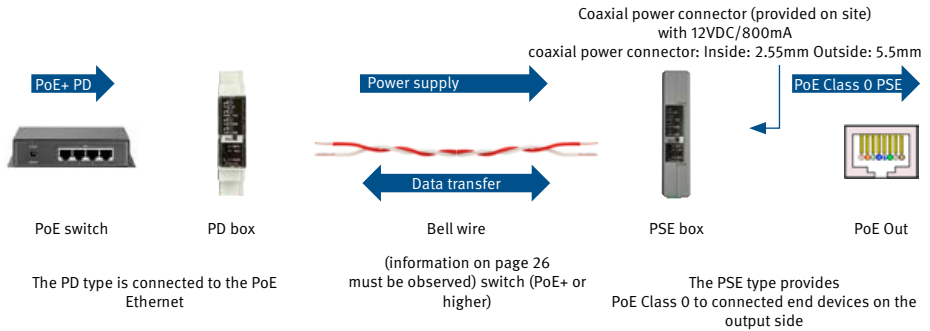 Coaxial power connector (provided on site)
with 12VDC/800mA
coaxial power connector: Inside: 2.55mm Outside: 5.5mm
PoE+ PD
Power supply
PoE Class 0 PSE
Data transfer
PoE switch
PD box
Bell wire
PSE box
PoE Out
The PD type is connected to the PoE
Ethernet
(information on page 26
must be observed) switch (PoE+ or
higher)
The PSE type provides
PoE Class 0 to connected end devices on the
output side